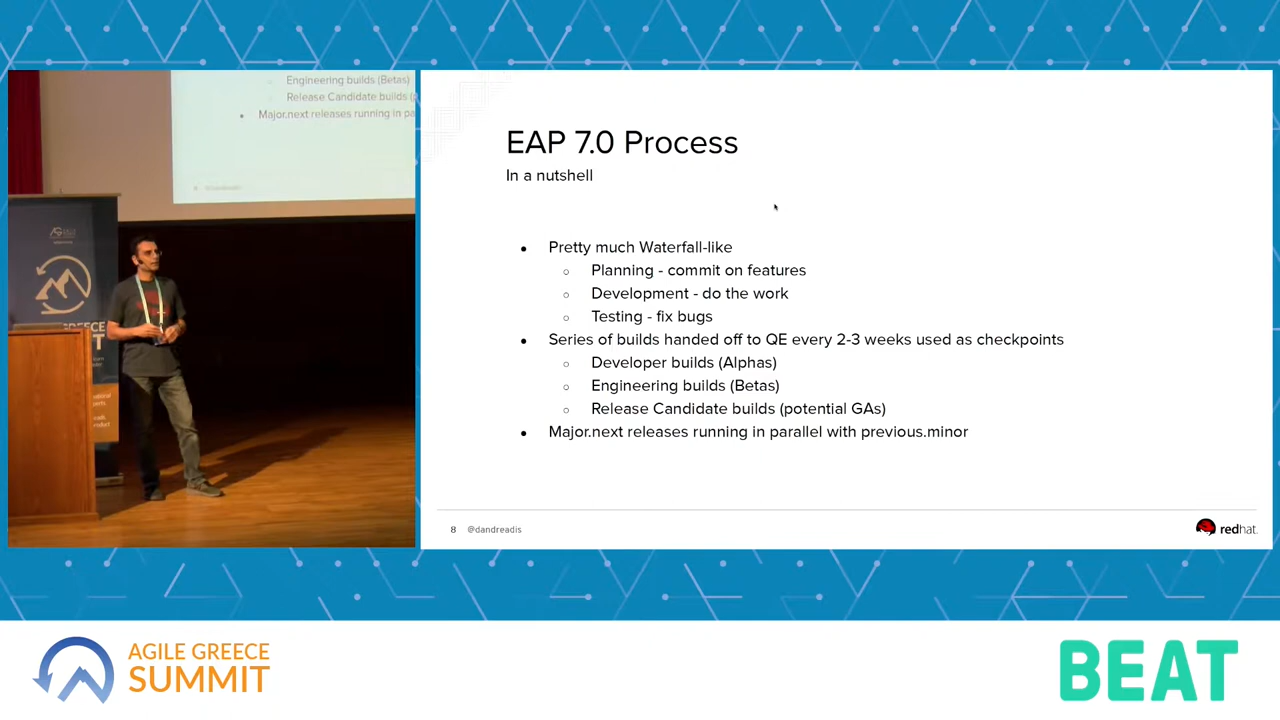 Engineering builds (Betas)
Release Candidate builds (
Major.next releases running in pa
EAP 7.0 Process
In a nutshell
• Pretty much Waterfall-like
○ Planning - commit on features
○ Development - do the work
○ Testing - fix bugs
• Series of builds handed off to QE every 2-3 weeks used as checkpoints
○ Developer builds (Alphas)
○ Engineering builds (Betas)
○ Release Candidate builds (potential GAs)
• Major.next releases running in parallel with previous.minor
8 @dandreadis
redhat.
AGILE GREECE
SUMMIT
BEAT